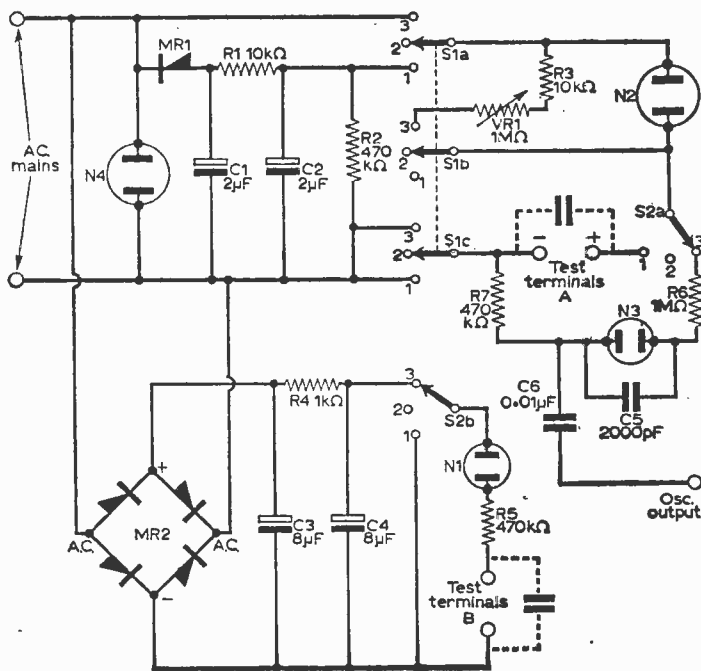 3
MR1
R1 10kΩ
2
S1a
1
R3
10kΩ
N2
A.C.
mains
N4
C1
2μF
C2
2μF
R2
470
kΩ
3
VR1
1MΩ
2
S1b
1
S2a
3
2
S1c
-
+
1
2
3
Test
terminals
A
1
R7
470
kΩ
N3
R6
1MΩ
3
R4 1kΩ
2
S2b
1
C6
0.01μF
C5
2000pF
N1
+
A.C.
MR2
A.C.
-
C3
8μF
C4
8μF
R5
470kΩ
Osc.
output
Test
terminals
B